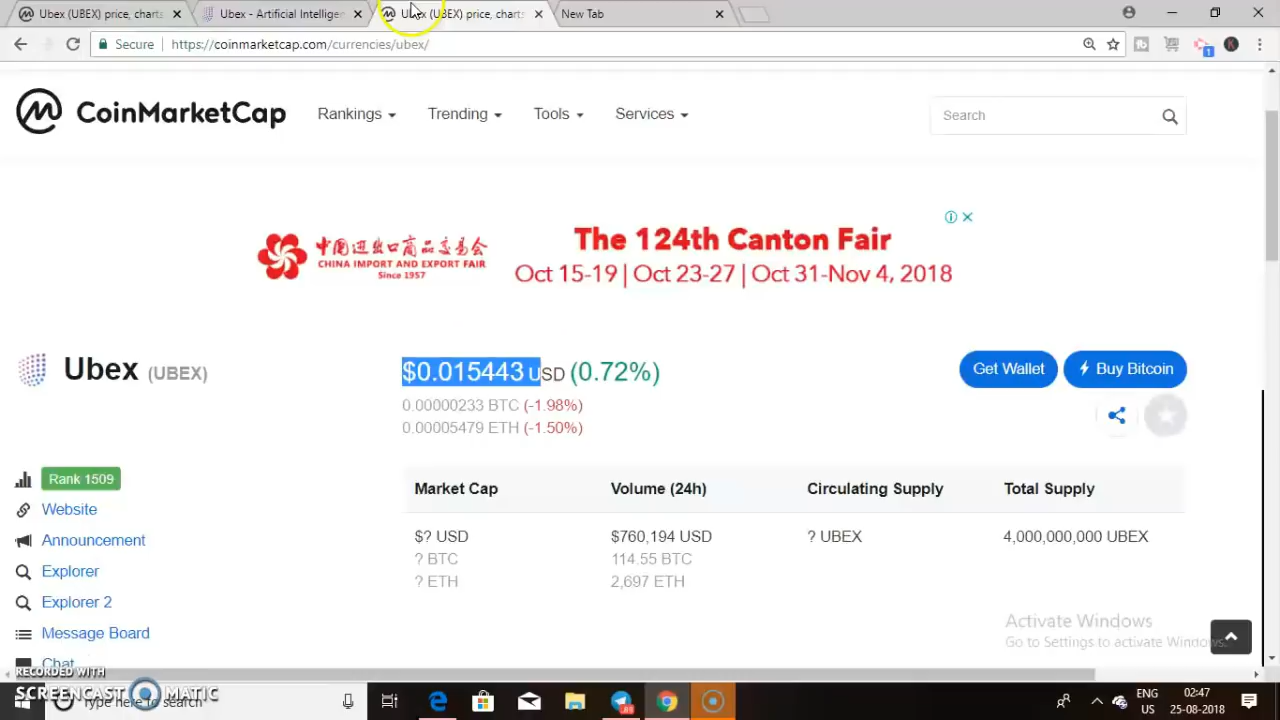 Ubex (UBEX) price, charts
Ubex - Artificial Intellige
Ubex (UBEX) price, charts
New Tab
Secure
https://coinmarketcap.com/currencies/ubex/
1
K
CoinMarketCap
Rankings
Trending
Tools
Services
Search
中国进出口商品交易会
CHINA IMPORT AND EXPORT FAIR
Since 1957
The 124th Canton Fair
Oct 15-19 | Oct 23-27 | Oct 31-Nov 4, 2018
Ubex (UBEX)
$0.015443 USD (0.72%)
0.00000233 BTC (-1.98%)
0.00005479 ETH (-1.50%)
Get Wallet
Buy Bitcoin
Rank 1509
Website
Announcement
Explorer
Explorer 2
Message Board
Chat
Market Cap
Volume (24h)
Circulating Supply
Total Supply
$? USD
$760,194 USD
? UBEX
4,000,000,000 UBEX
? BTC
114.55 BTC
? ETH
2,697 ETH
Activate Windows
Go to Settings to activate Windows.
RECORDED WITH
SCREENCAST MATIC
Type here to search
ENG
US
02:47
25-08-2018